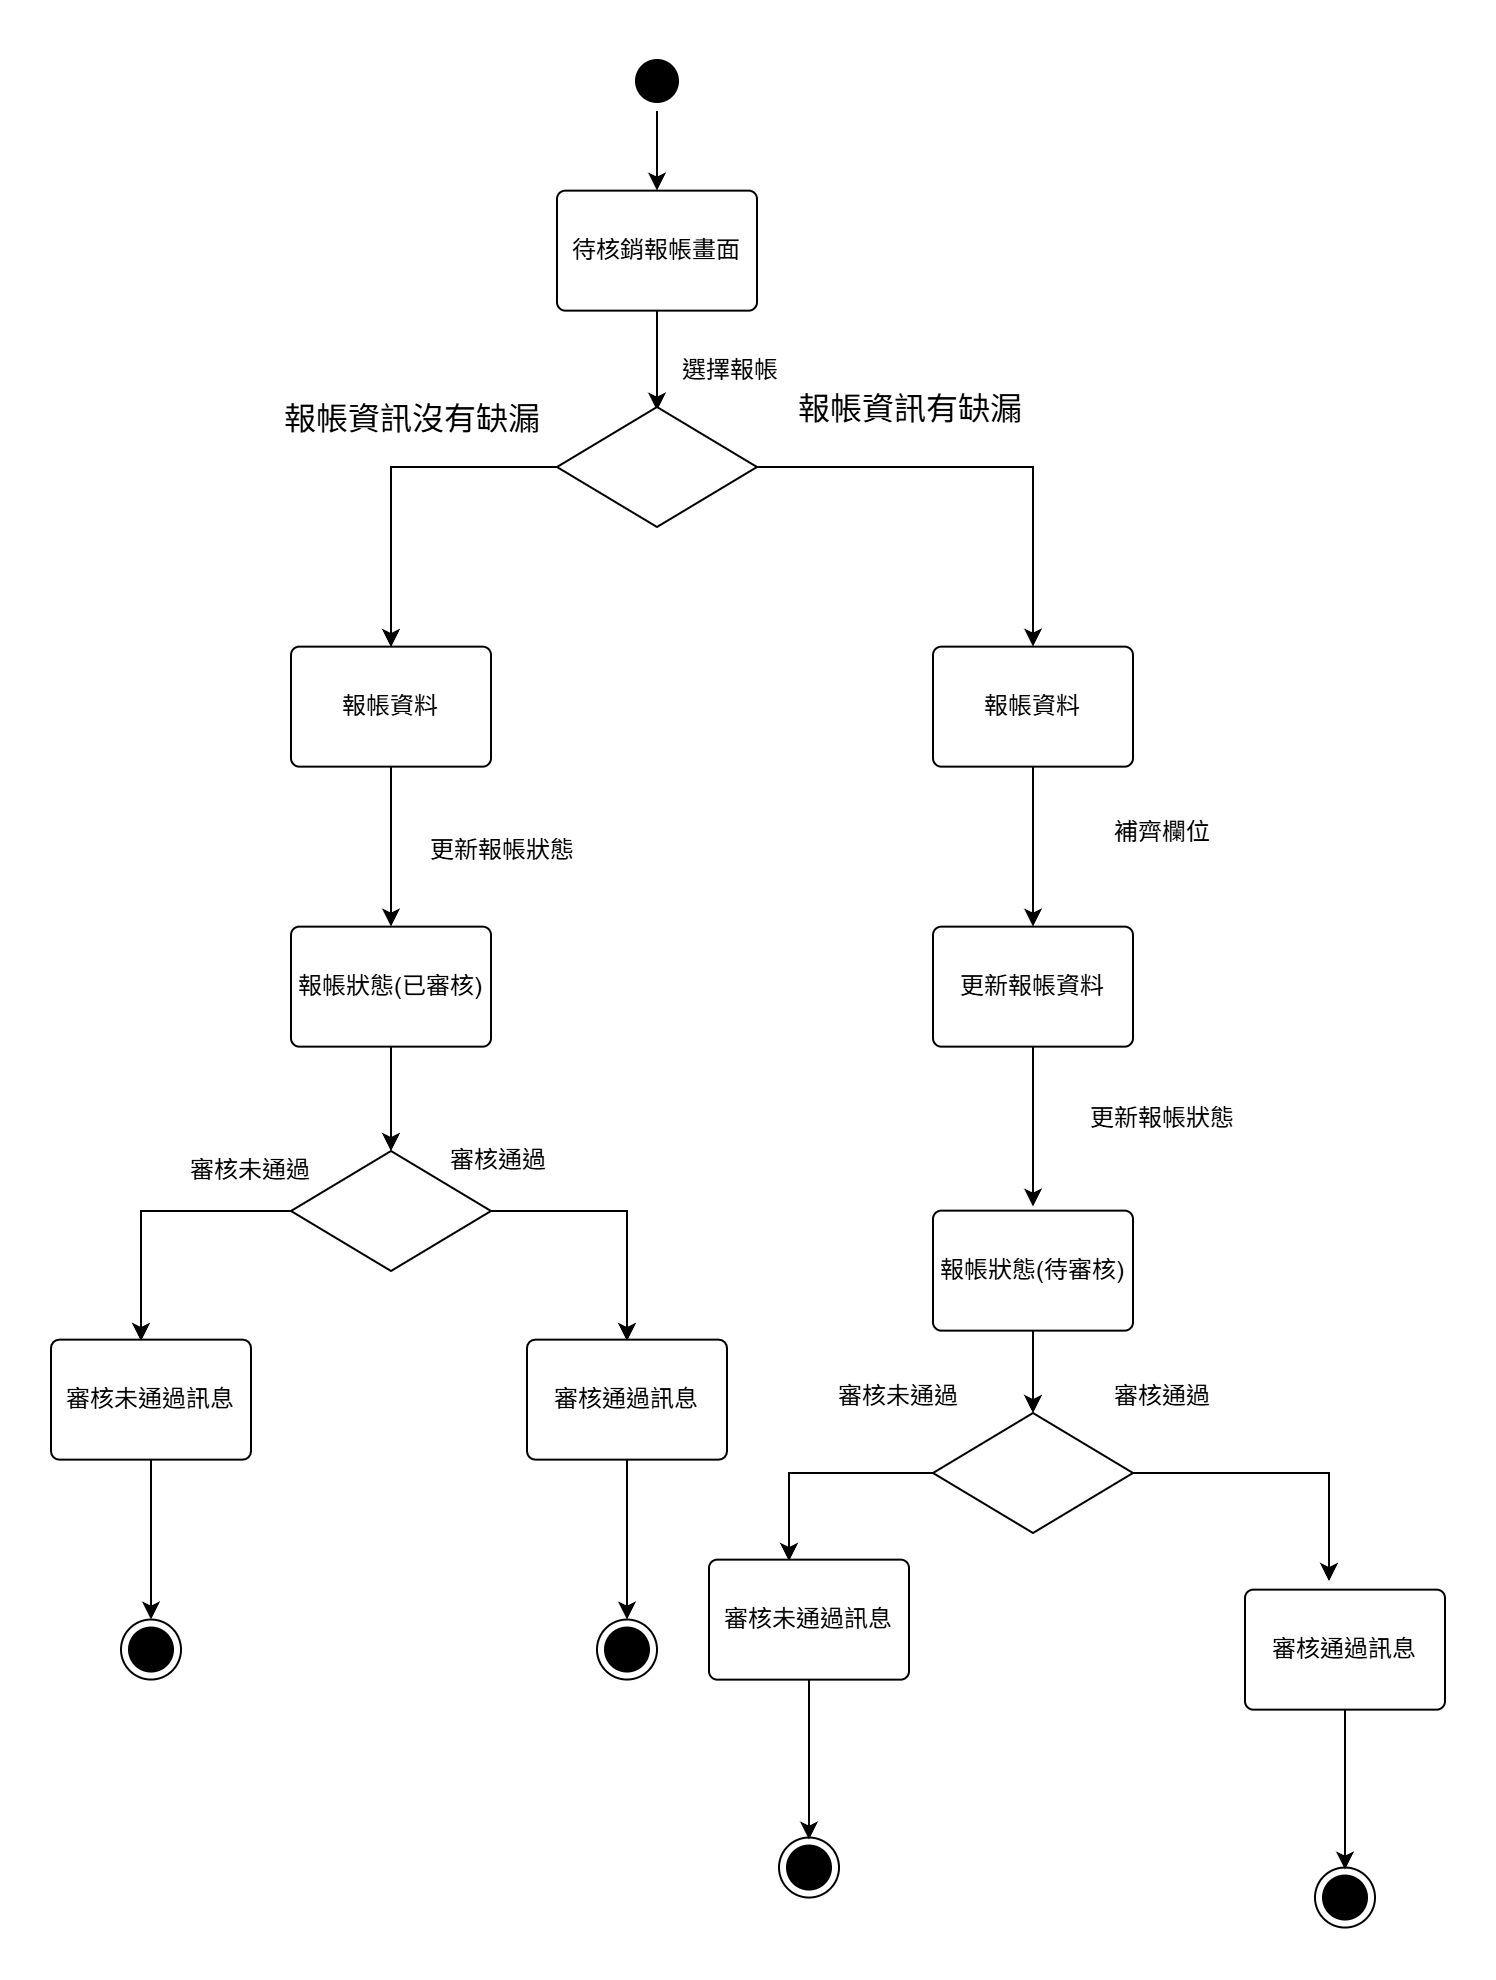 待核銷報帳畫面
選擇報帳
報帳資訊沒有缺漏
報帳資訊有缺漏
報帳資料
報帳資料
更新報帳狀態
補齊欄位
報帳狀態(已審核)
更新報帳資料
更新報帳狀態
審核未通過
審核通過
報帳狀態(待審核)
審核未通過訊息
審核通過訊息
審核未通過
審核通過
審核未通過訊息
審核通過訊息